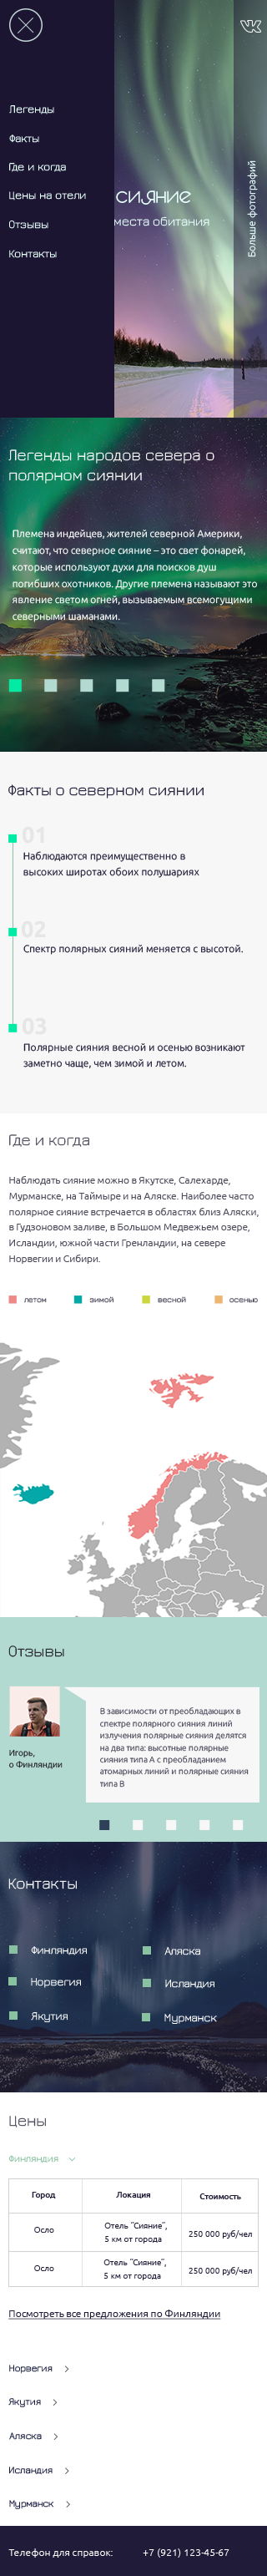 Легенды
Факты
Где и когда
Цены на отели
Отзывы
Контакты
сияние
места обитания
Больше фотографий
Легенды народов севера о
полярном сиянии
Племена индейцев, жителей северной Америки,
считают, что северное сияние – это свет фонарей,
которые используют духи для поисков душ
погибших охотников. Другие племена называют это
явление светом огней, вызываемым всемогущими
северными шаманами.
Факты о северном сиянии
01
Наблюдаются преимущественно в
высоких широтах обоих полушариях
02
Спектр полярных сияний меняется с высотой.
03
Полярные сияния весной и осенью возникают
заметно чаще, чем зимой и летом.
Где и когда
Наблюдать сияние можно в Якутске, Салехарде,
Мурманске, на Таймыре и на Аляске. Наиболее часто
полярное сияние встречается в областях близ Аляски,
в Гудзоновом заливе, в Большом Медвежьем озере,
Исландии, южной части Гренландии, на севере
Норвегии и Сибири.
летом зимой весной осенью
Отзывы
В зависимости от преобладающих в
спектре полярного сияния линий
излучения полярные сияния делятся
на два типа: высотные полярные
сияния типа А с преобладанием
атомарных линий и полярные сияния
типа В
Игорь,
о Финляндии
Контакты
Финляндия Аляска
Норвегия Исландия
Якутия Мурманск
Цены
Финляндия
Город Локация Стоимость
Осло Отель “Сияние”, 250 000 руб/чел
5 км от города
Осло Отель “Сияние”, 250 000 руб/чел
5 км от города
Посмотреть все предложения по Финляндии
Норвегия
Якутия
Аляска
Исландия
Мурманск
Телефон для справок: +7 (921) 123-45-67